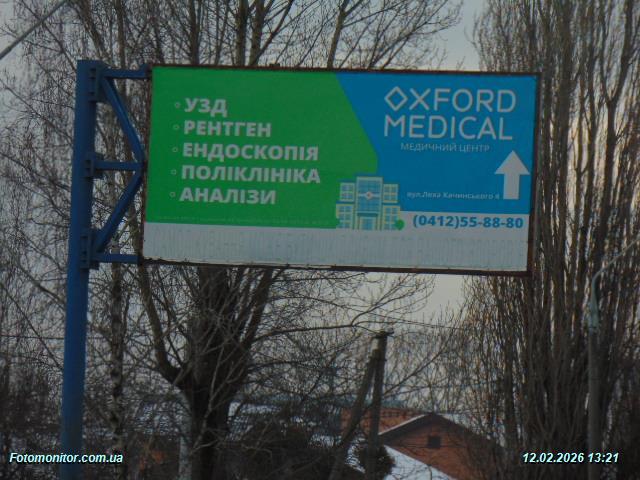 УЗД
РЕНТГЕН
ЕНДОСКОПІЯ
ПОЛІКЛІНІКА
АНАЛІЗИ
OXFORD
MEDICAL
МЕДИЧНИЙ ЦЕНТР
вул.Леха Качинського 4
(0412)55-88-80
Fotomonitor.com.ua
12.02.2026 13:21